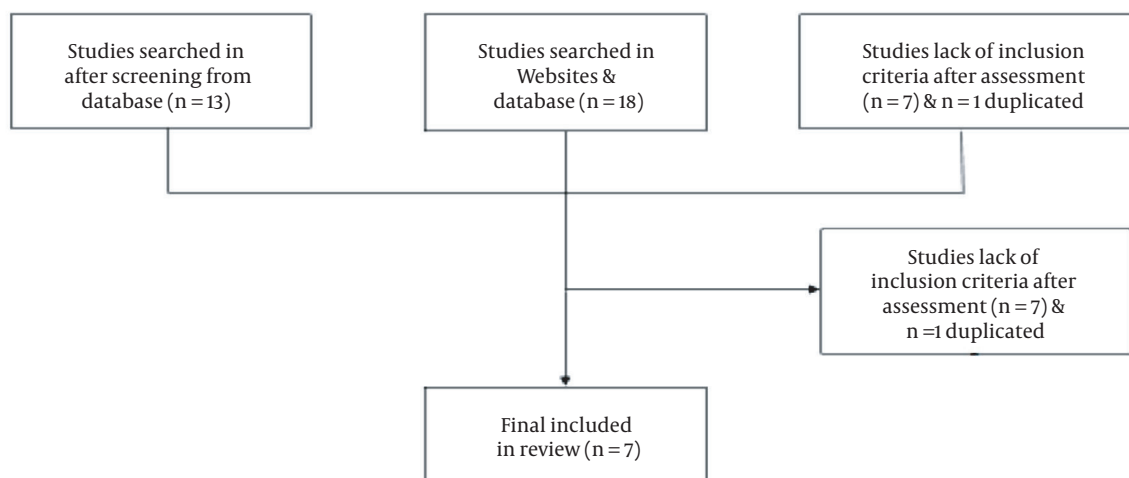 Studies searched in
after screening from
database (n = 13)
Studies searched in
Websites &
database (n = 18)
Studies lack of inclusion
criteria after assessment
(n = 7) & n = 1 duplicated
Studies lack of
inclusion criteria after
assessment (n = 7) &
n =1 duplicated
Final included
in review (n = 7)